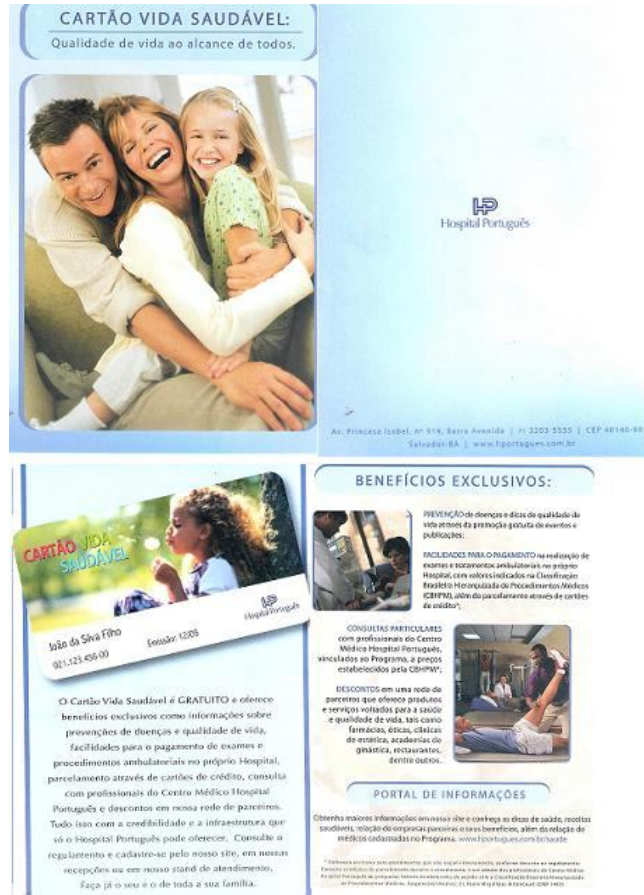 CARTÃO VIDA SAUDÁVEL:
Qualidade de vida ao alcance de todos.
HP
Hospital Português
Av. Princesa Isabel, nº 914, Barra Avenida | 71 3203-5555 | CEP 40140-90
Salvador-BA | www.hportugues.com.br
CARTÃO VIDA
SAUDÁVEL
HP
Hospital Português
João da Silva Filho
Emissão: 12/05
021.123.456-00
O Cartão Vida Saudável é GRATUITO e oferece
benefícios exclusivos como informações sobre
prevenções de doenças e qualidade de vida,
facilidades para o pagamento de exames e
procedimentos ambulatoriais no próprio Hospital,
parcelamento através de cartões de crédito, consulta
com profissionais do Centro Médico Hospital
Português e descontos em nossa rede de parceiros.
Tudo isso com a credibilidade e a infraestrutura que
só o Hospital Português pode oferecer. Consulte o
regulamento e cadastre-se pelo nosso site, em nossas
recepções ou em nosso stand de atendimento.
Faça já o seu e o de toda a sua família.
BENEFÍCIOS EXCLUSIVOS:
PREVENÇÃO de doenças e dicas de qualidade de
vida através da promoção gratuita de eventos e
publicações;
FACILIDADES PARA O PAGAMENTO na realização de
exames e tratamentos ambulatoriais no próprio
Hospital, com valores indicados na Classificação
Brasileira Hierarquizada de Procedimentos Médicos
(CBHPM), além do parcelamento através de cartões
de crédito*;
CONSULTAS PARTICULARES
com profissionais do Centro
Médico Hospital Português,
vinculados ao Programa, a preços
estabelecidos pela CBHPM*;
DESCONTOS em uma rede de
parceiros que oferece produtos
e serviços voltados para a saúde
e qualidade de vida, tais como
farmácias, óticas, clínicas
de estética, academias de
ginástica, restaurantes,
dentre outros.
PORTAL DE INFORMAÇÕES
Obtenha maiores informações em nosso site e conheça as dicas de saúde, receitas
saudáveis, relação de empresas parceiras e seus benefícios, além da relação de
médicos cadastrados no Programa. www.hportugues.com.br/saude